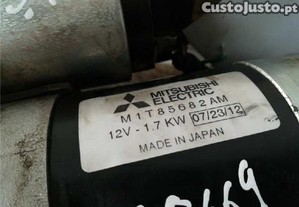 CustoJusto.pt
MITSUBISHI
ELECTRIC
M1T85682AM
12V - 1.7 KW 07/23/12
MADE IN JAPAN